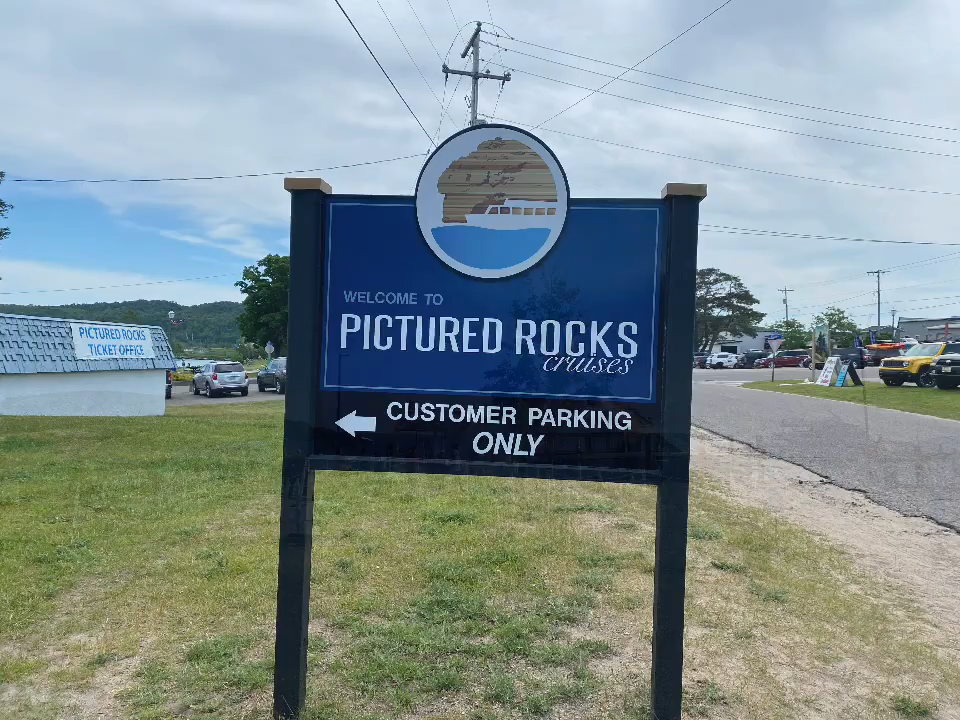 WELCOME TO
PICTURED ROCKS
cruises
CUSTOMER PARKING
ONLY
PICTURED ROCKS
TICKET OFFICE